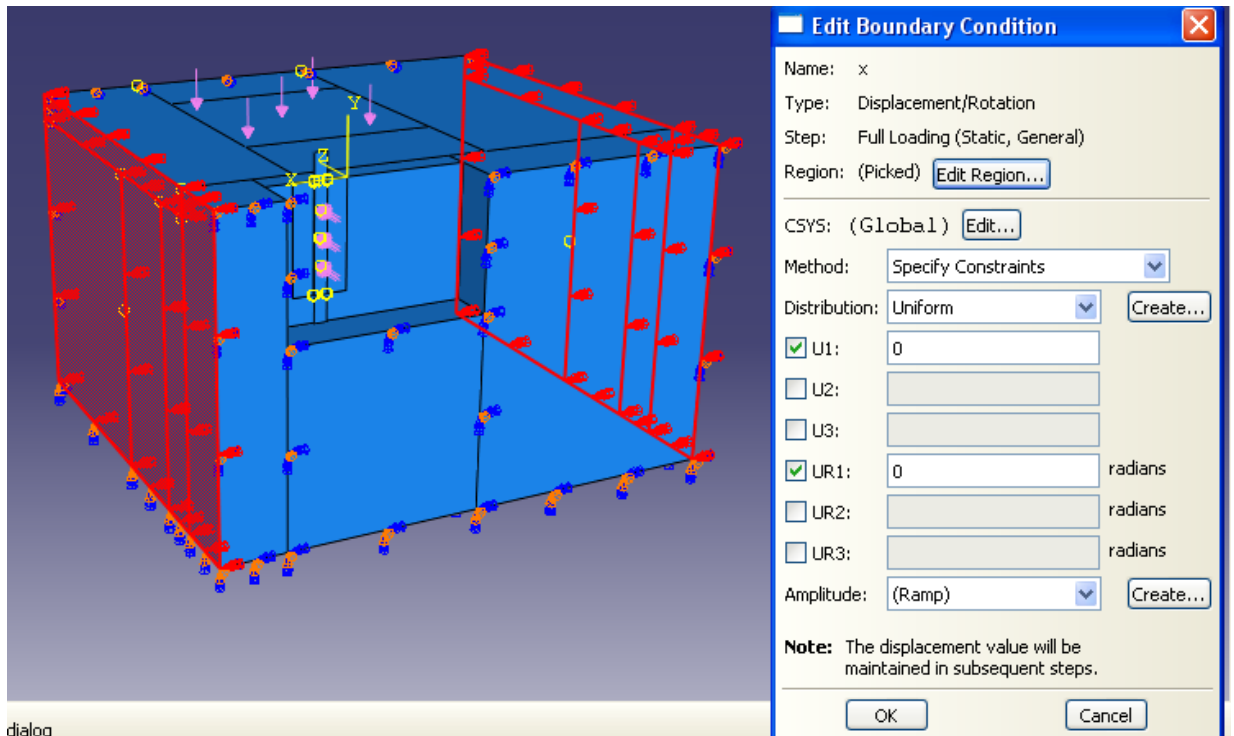 Edit Boundary Condition
Name: x
Type: Displacement/Rotation
Step: Full Loading (Static, General)
Region: (Picked) Edit Region...
CSYS: (Global) Edit...
Method: Specify Constraints
Distribution: Uniform Create...
U1: 0
U2:
U3:
UR1: 0 radians
UR2: radians
UR3: radians
Amplitude: (Ramp) Create...
Note: The displacement value will be
maintained in subsequent steps.
OK Cancel
Y
Z
X
dialog